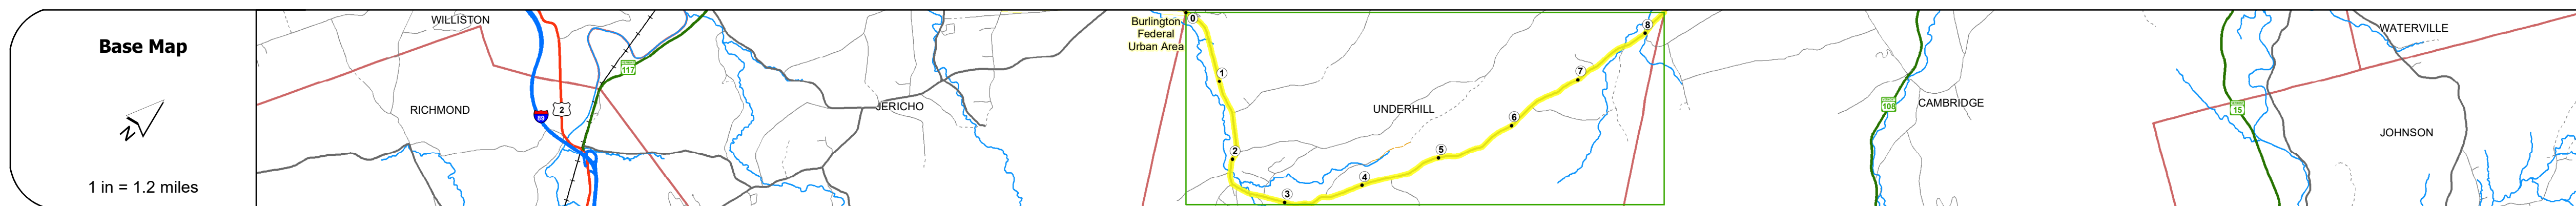 Base Map
N
1 in = 1.2 miles
WILLISTON
RICHMOND
89
2
117
JERICHO
Burlington
Federal
Urban Area
0
1
2
3
4
5
6
7
8
UNDERHILL
108
CAMBRIDGE
15
WATERVILLE
JOHNSON